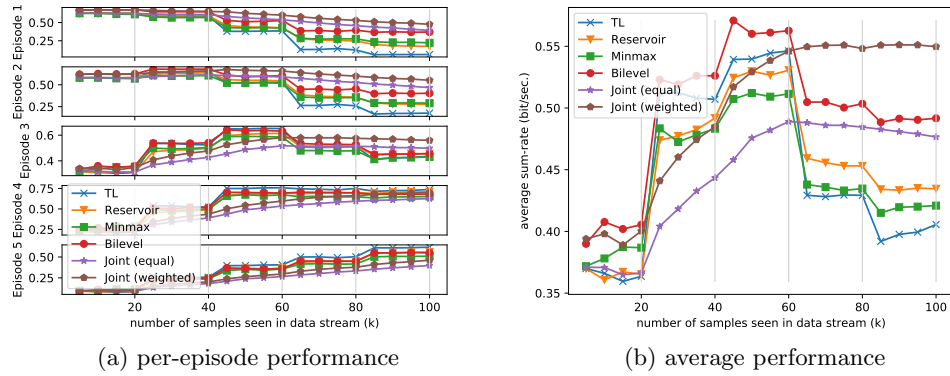 Episode 1
0.25
Episode 2
0.50
0.25
Episode 3
0.6
0.4
Episode 4
0.75
0.50
0.25
Episode 5
0.50
0.25
TL
Reservoir
Minmax
Bilevel
Joint (equal)
Joint (weighted)
0 20 40 60 80 100
number of samples seen in data stream (k)
(a) per-episode performance
average sum-rate (bit/sec.)
0.55
0.50
0.45
0.40
0.35
TL
Reservoir
Minmax
Bilevel
Joint (equal)
Joint (weighted)
0 20 40 60 80 100
number of samples seen in data stream (k)
(b) average performance